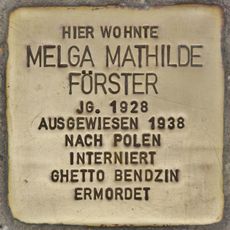 HIER WOHNTE
MELGA MATHILDE
FÖRSTER
JG. 1928
AUSGEWIESEN 1938
NACH POLEN
INTERNIERT
GHETTO BENDZIN
ERMORDET